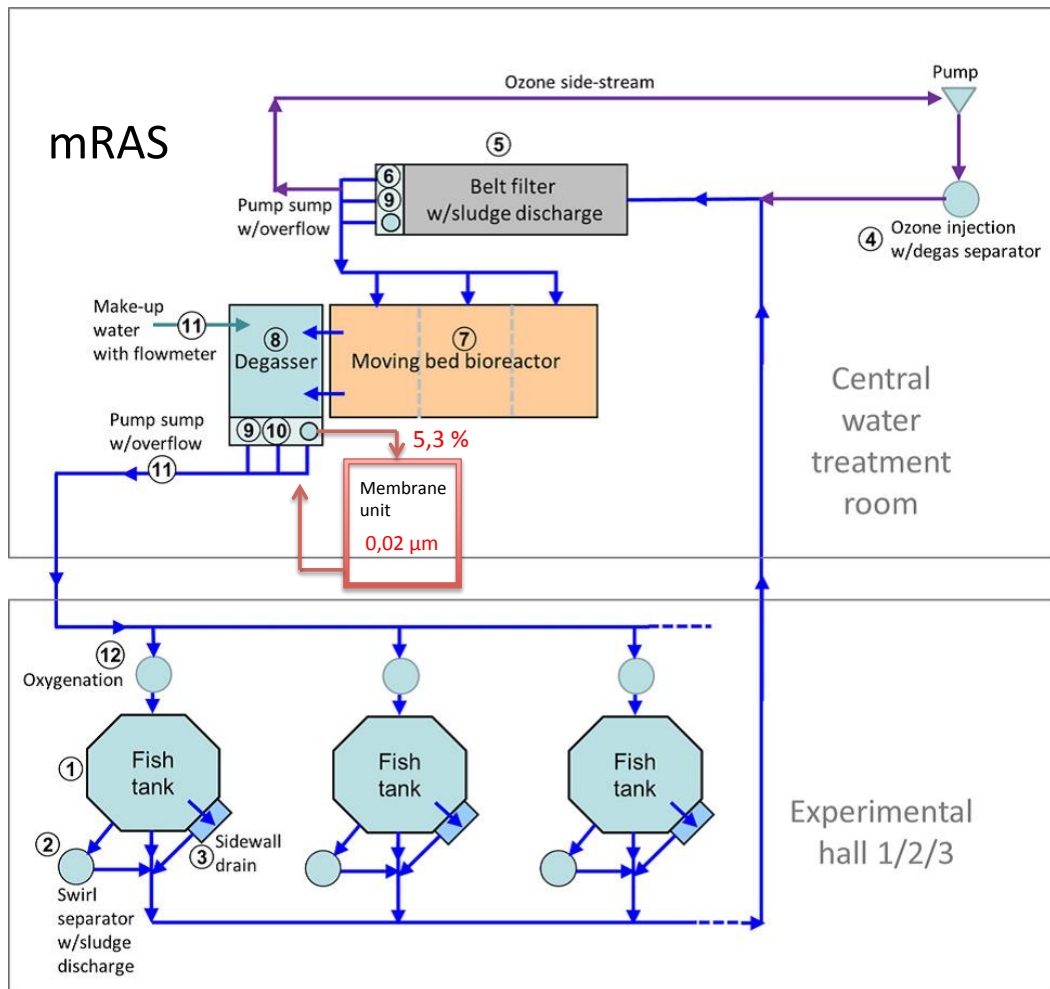 mRAS
Ozone side-stream
Pump
⑤
⑥
⑨
Belt filter
w/sludge discharge
Pump sump
w/overflow
④
Ozone injection
w/degas separator
Make-up
water
with flowmeter
⑪
⑧
Degasser
⑦
Moving bed bioreactor
Central
water
treatment
room
Pump sump
w/overflow
⑪
⑨ ⑩
5,3 %
Membrane
unit
0,02 µm
⑫
Oxygenation
①
Fish
tank
Fish
tank
Fish
tank
②
③ Sidewall
drain
Swirl
separator
w/sludge
discharge
Experimental
hall 1/2/3